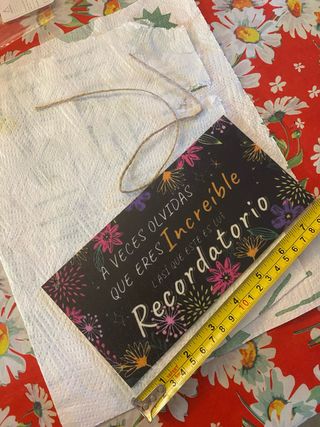 A VECES OLVIDAS
QUE ERES Increíble
(ASÍ QUE ESTE ES TU)
Recordatorio